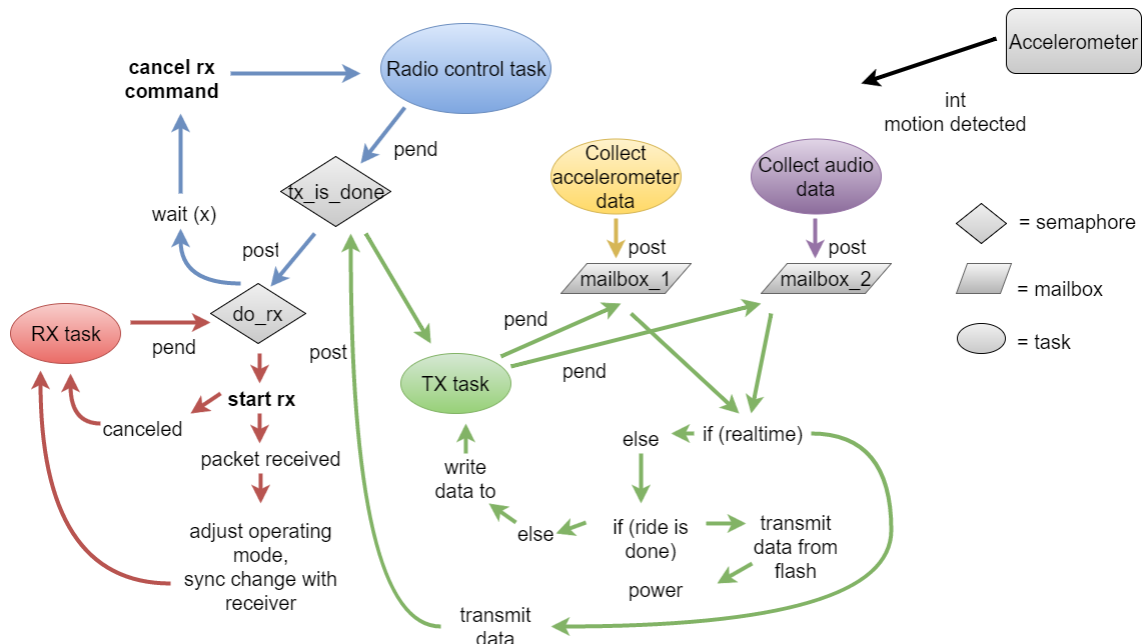 Accelerometer
cancel rx
command
Radio control task
int
motion detected
pend
Collect
accelerometer
data
Collect audio
data
tx_is_done
wait (x)
post
post
post
= semaphore
mailbox_1
mailbox_2
= mailbox
do_rx
RX task
pend
post
pend
pend
= task
TX task
start rx
canceled
else
if (realtime)
packet received
write
data to
adjust operating
mode,
sync change with
receiver
else
if (ride is
done)
transmit
data from
flash
power
transmit
data